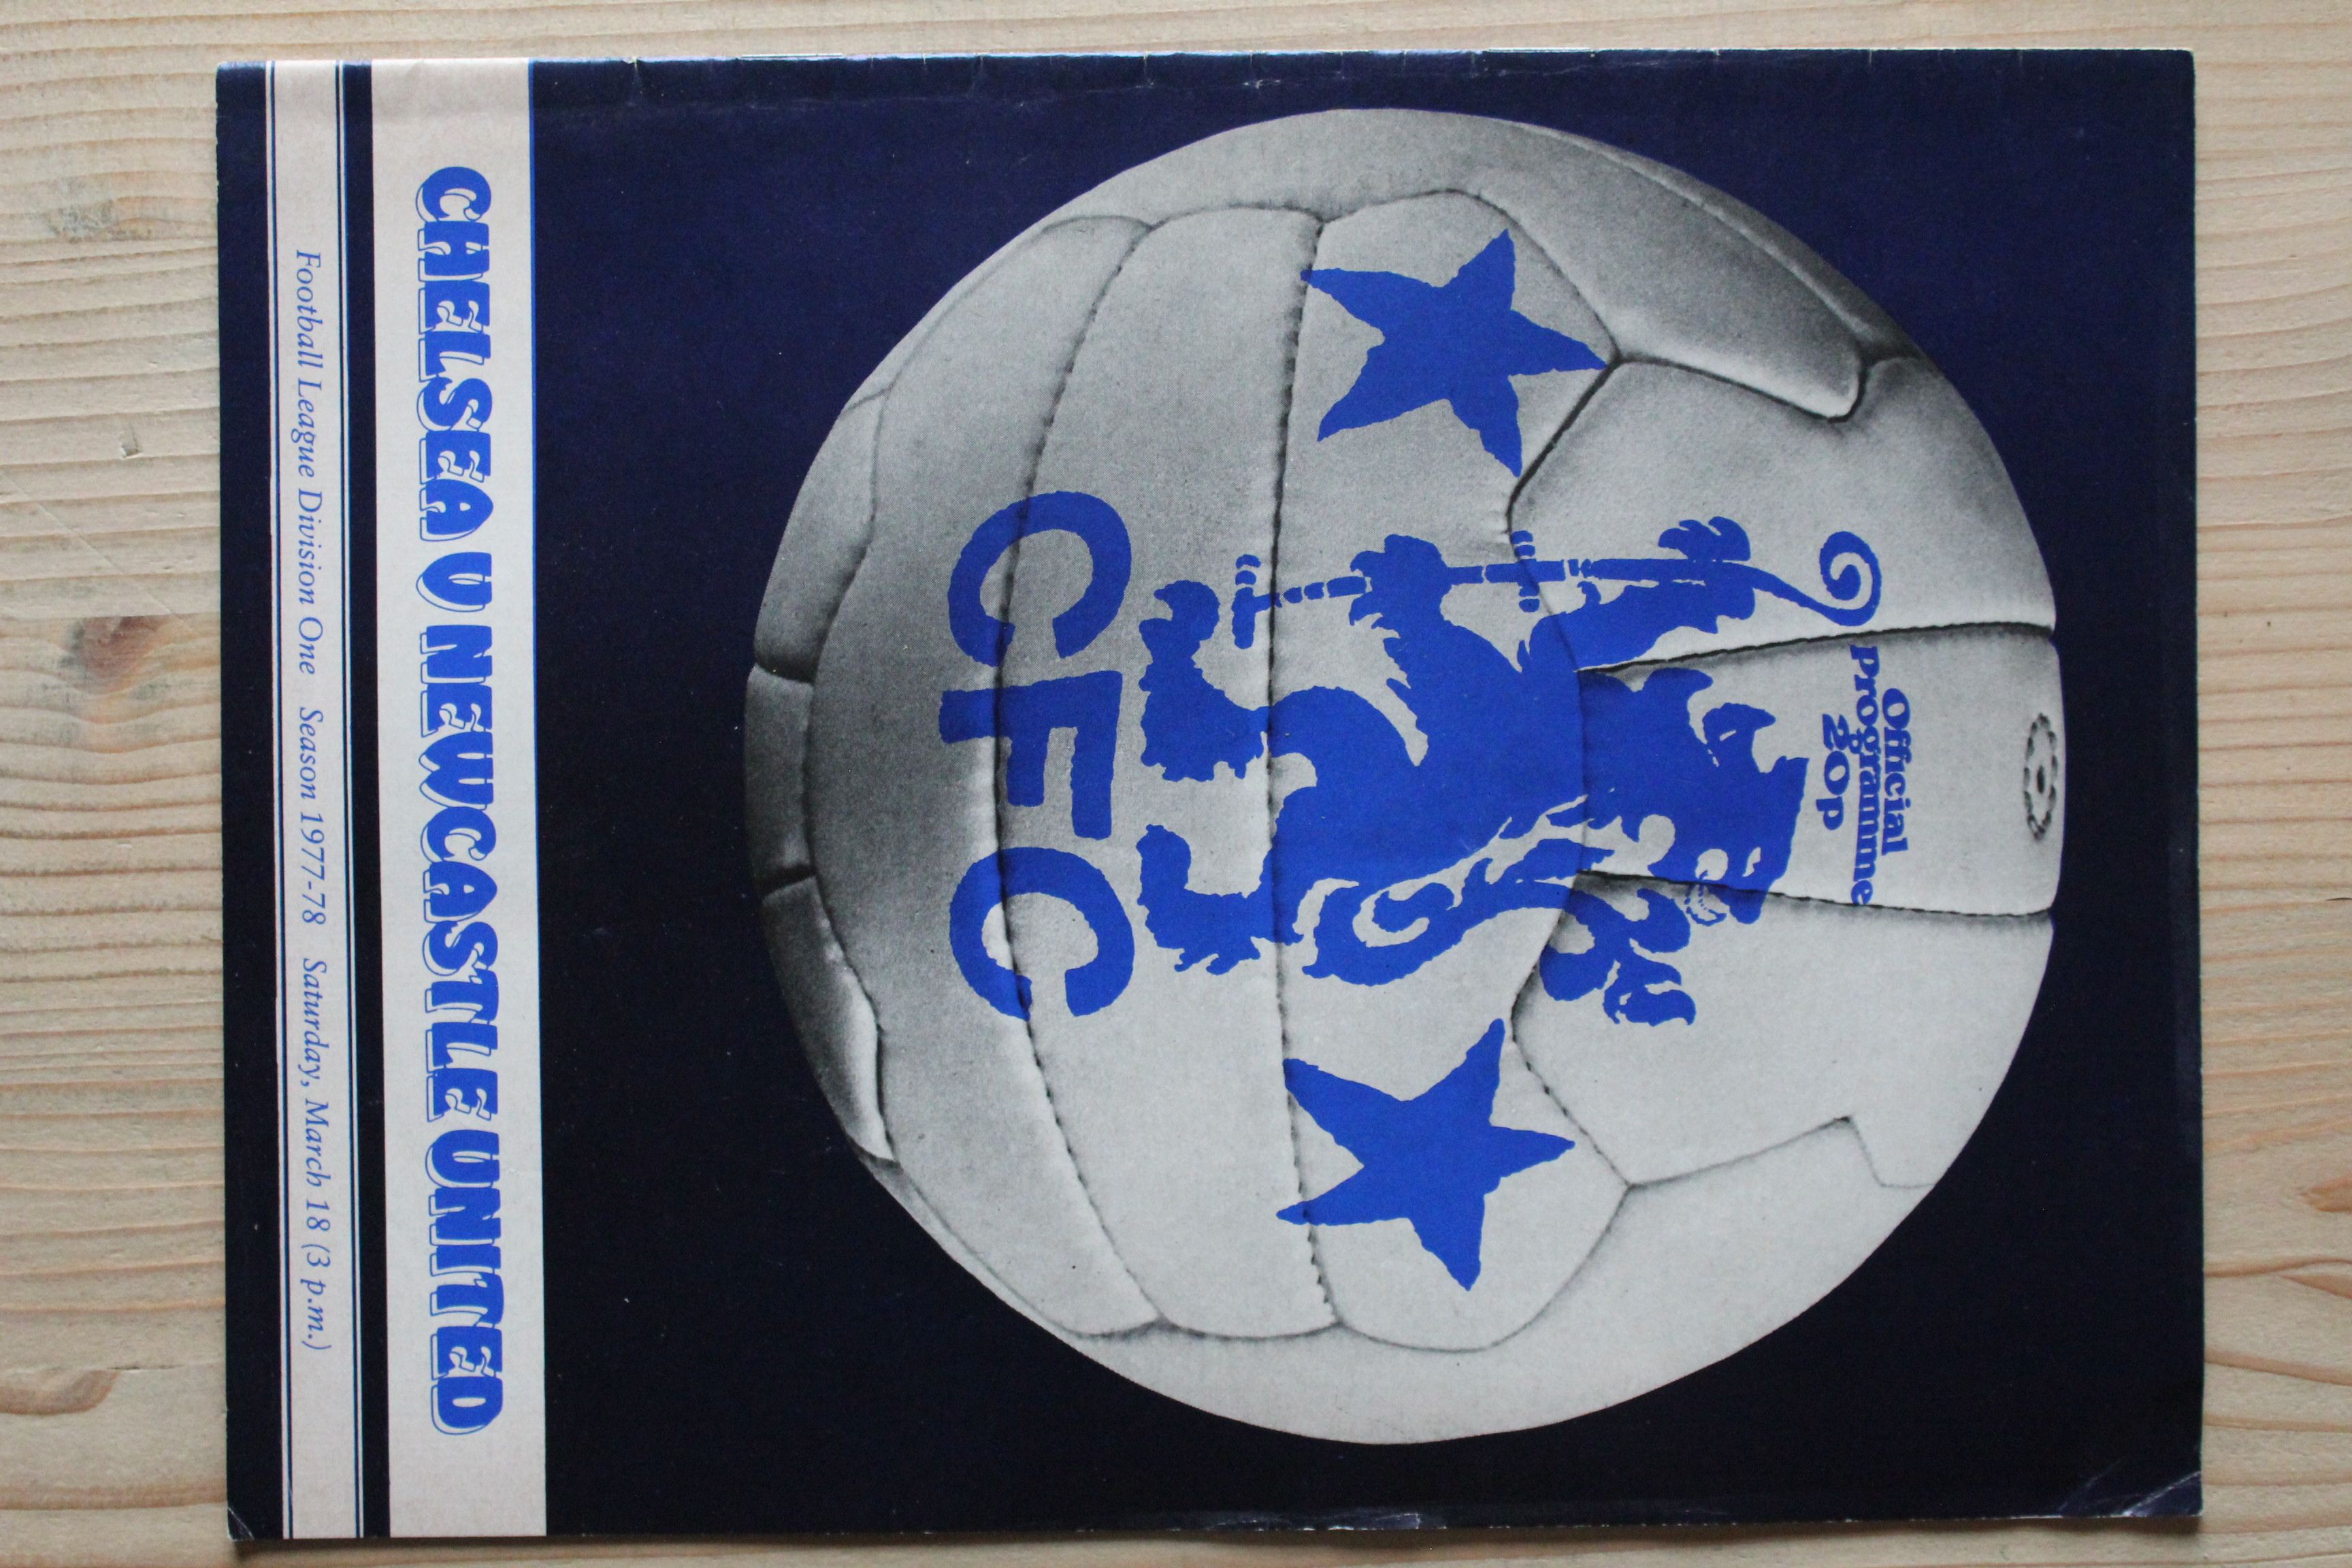 Official
Programme
20p
CFC
CHELSEA V NEWCASTLE UNITED
Football League Division One Season 1977-78 Saturday, March 18 (3 p.m.)